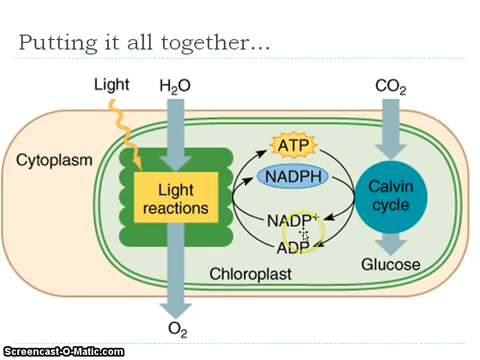 Putting it all together...
Light
H₂O
CO₂
Cytoplasm
ATP
NADPH
Light
reactions
Calvin
cycle
NADP⁺
ADP
Chloroplast
Glucose
O₂
Screencast-O-Matic.com